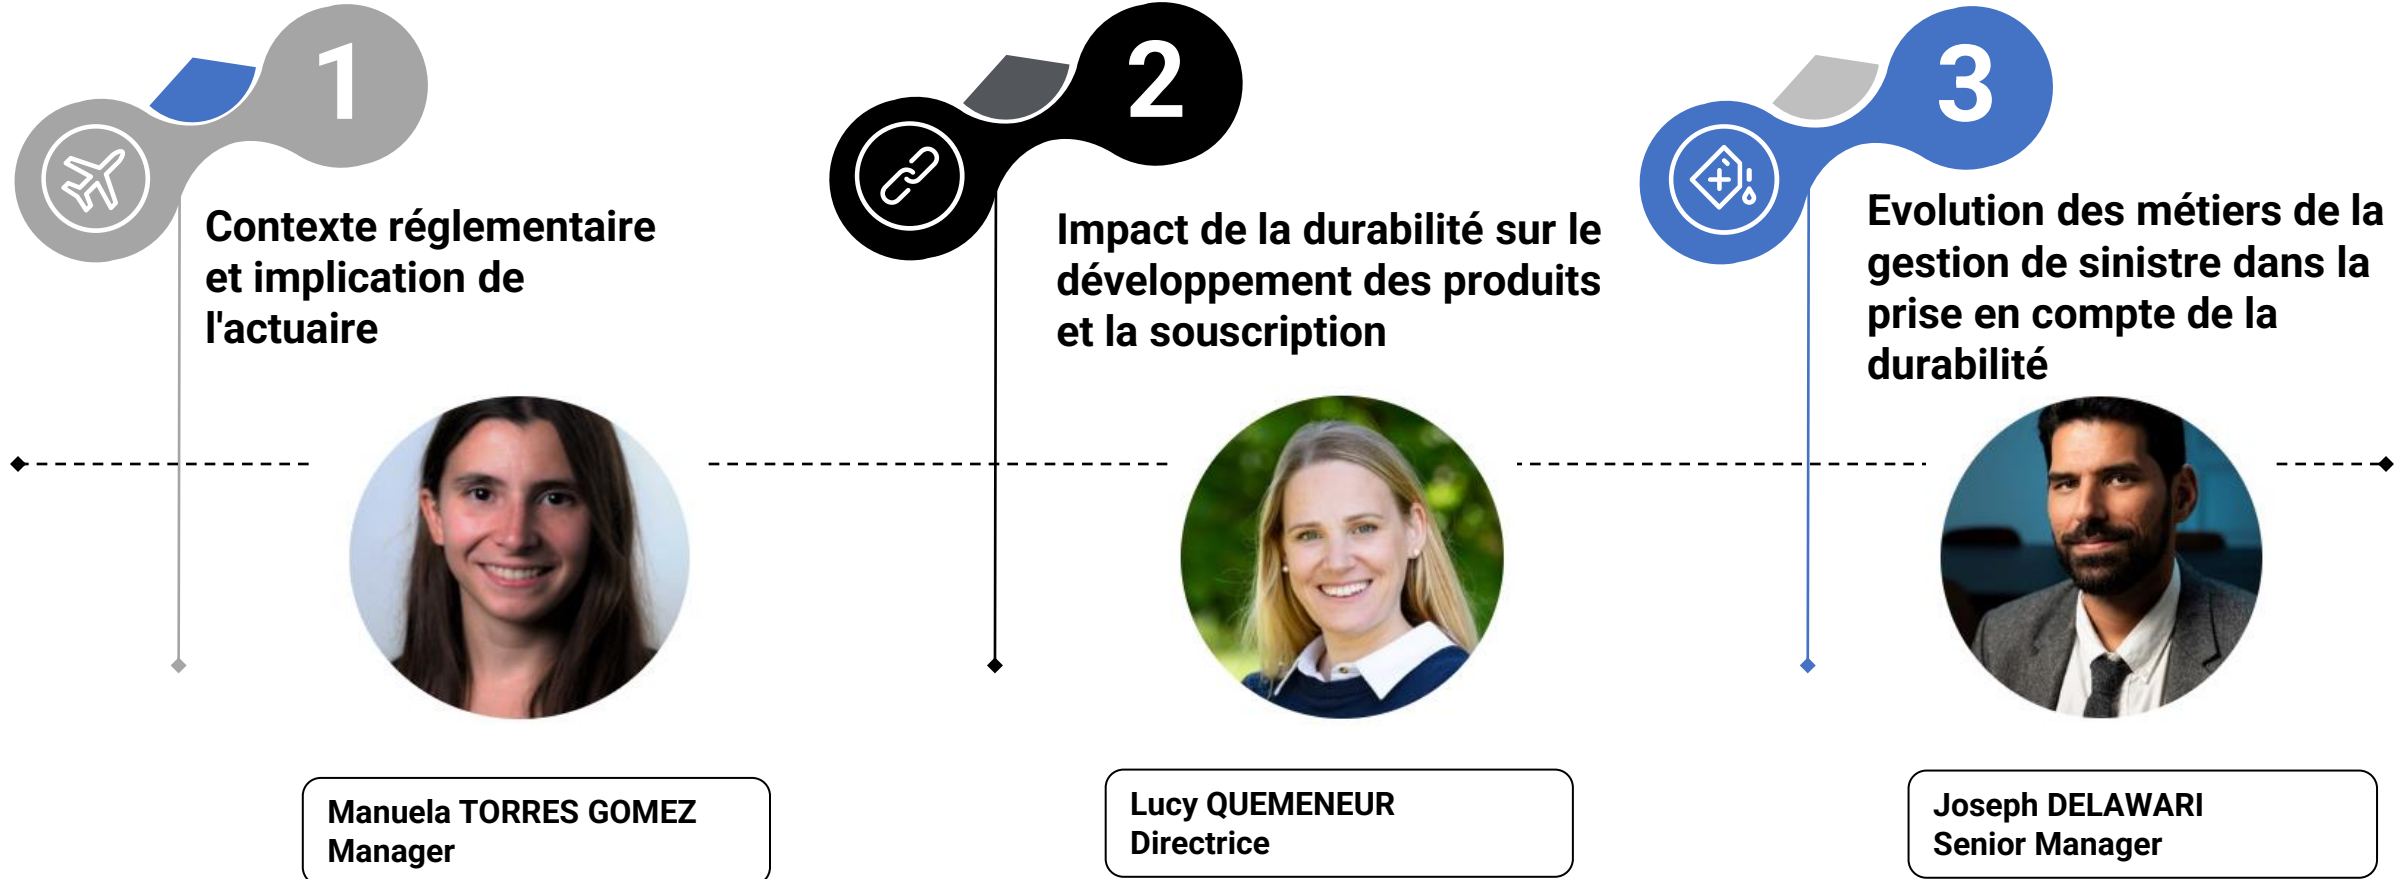 1
Contexte réglementaire
et implication de
l'actuaire
Manuela TORRES GOMEZ
Manager
2
Impact de la durabilité sur le
développement des produits
et la souscription
Lucy QUEMENEUR
Directrice
3
Evolution des métiers de la
gestion de sinistre dans la
prise en compte de la
durabilité
Joseph DELAWARI
Senior Manager